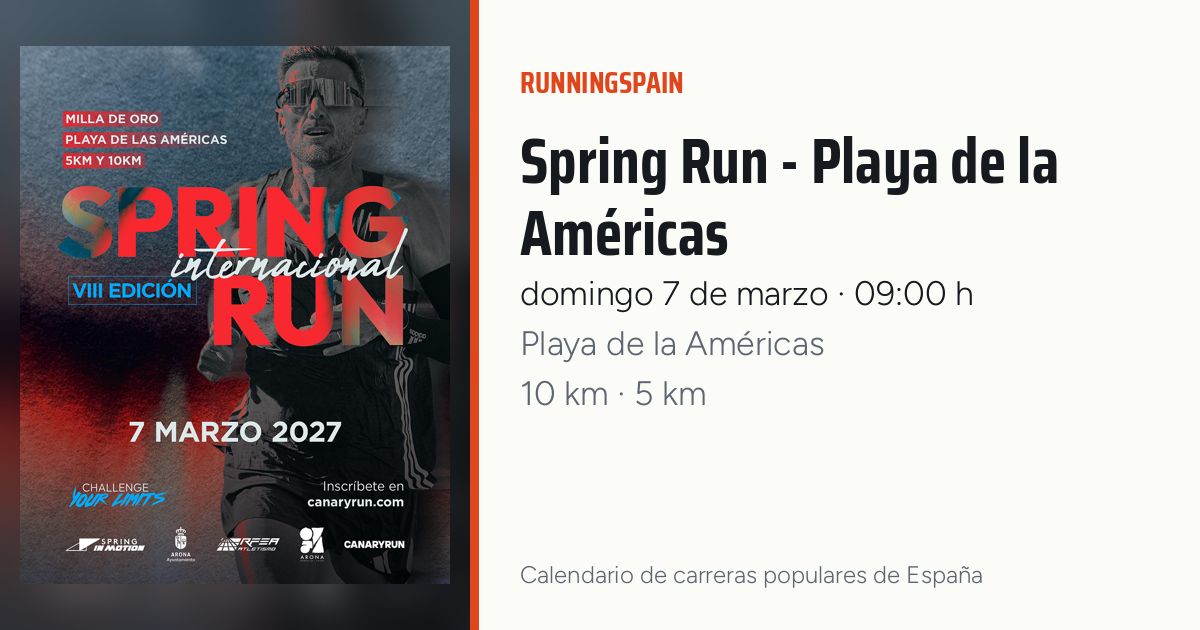 MILLA DE ORO
PLAYA DE LAS AMÉRICAS
5KM Y 10KM
SPRING
internacional
VIII EDICIÓN
RUN
7 MARZO 2027
CHALLENGE
YOUR LIMITS
Inscríbete en
canaryrun.com
SPRING
IN MOTION
ARONA
Ayuntamiento
RFEA
ATLETISMO
ARONA
CANARYRUN
RUNNINGSPAIN
Spring Run - Playa de la
Américas
domingo 7 de marzo · 09:00 h
Playa de la Américas
10 km · 5 km
Calendario de carreras populares de España